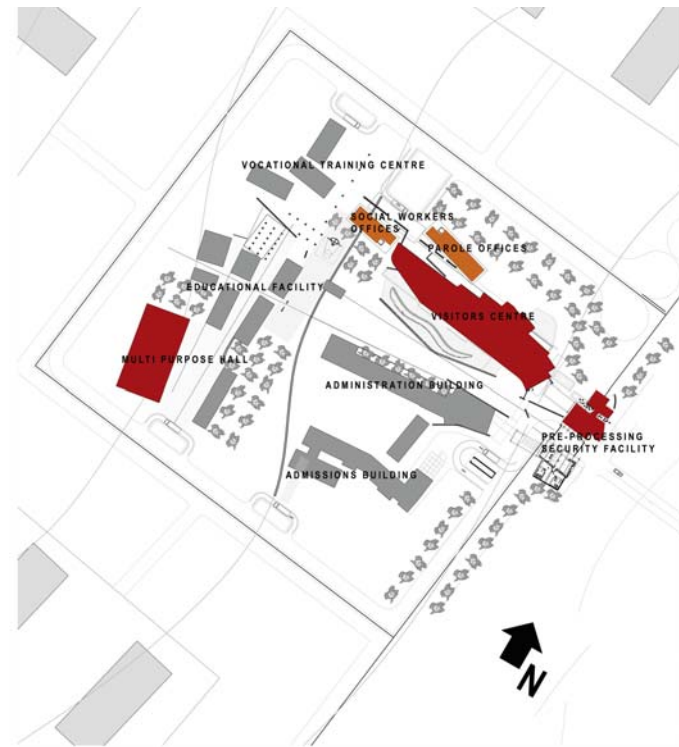 VOCATIONAL TRAINING CENTRE
SOCIAL WORKERS
OFFICES
PAROLE OFFICES
EDUCATIONAL FACILITY
VISITORS CENTRE
MULTI PURPOSE HALL
ADMINISTRATION BUILDING
PRE-PROCESSING
SECURITY FACILITY
ADMISSIONS BUILDING
N